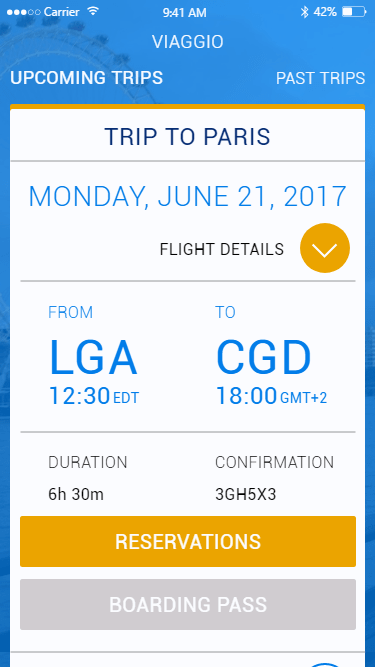 Carrier 9:41 AM 42%
VIAGGIO
UPCOMING TRIPS PAST TRIPS
TRIP TO PARIS
MONDAY, JUNE 21, 2017
FLIGHT DETAILS
FROM TO
LGA CGD
12:30 EDT 18:00 GMT+2
DURATION CONFIRMATION
6h 30m 3GH5X3
RESERVATIONS
BOARDING PASS